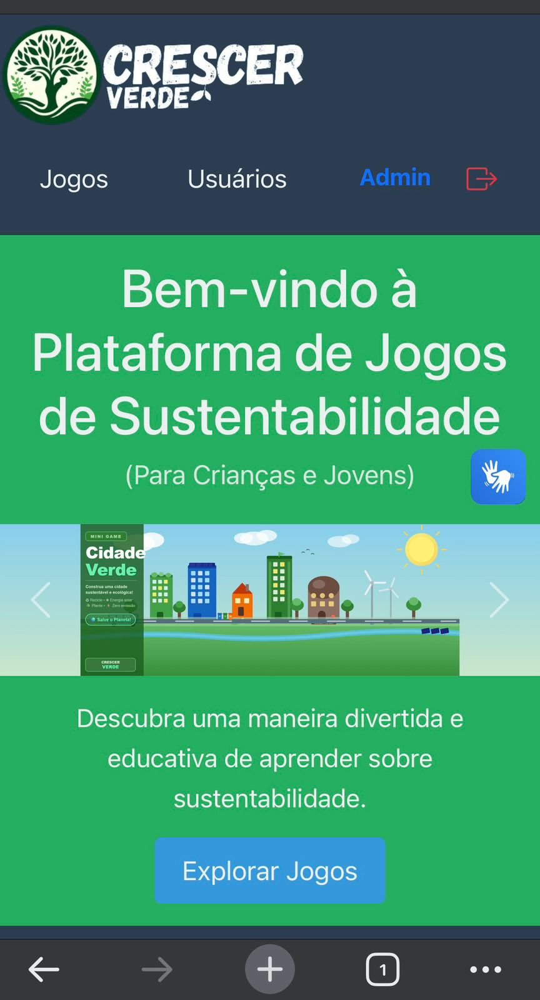 CRESCER
VERDE
Jogos Usuários Admin
Bem-vindo à
Plataforma de Jogos
de Sustentabilidade
(Para Crianças e Jovens)
MINI GAME
Cidade
Verde
Construa uma cidade
sustentável e ecológica!
Recicle • Energia solar
Plante • Zero emissão
Salve o Planeta!
CRESCER
VERDE
Descubra uma maneira divertida e
educativa de aprender sobre
sustentabilidade.
Explorar Jogos
1